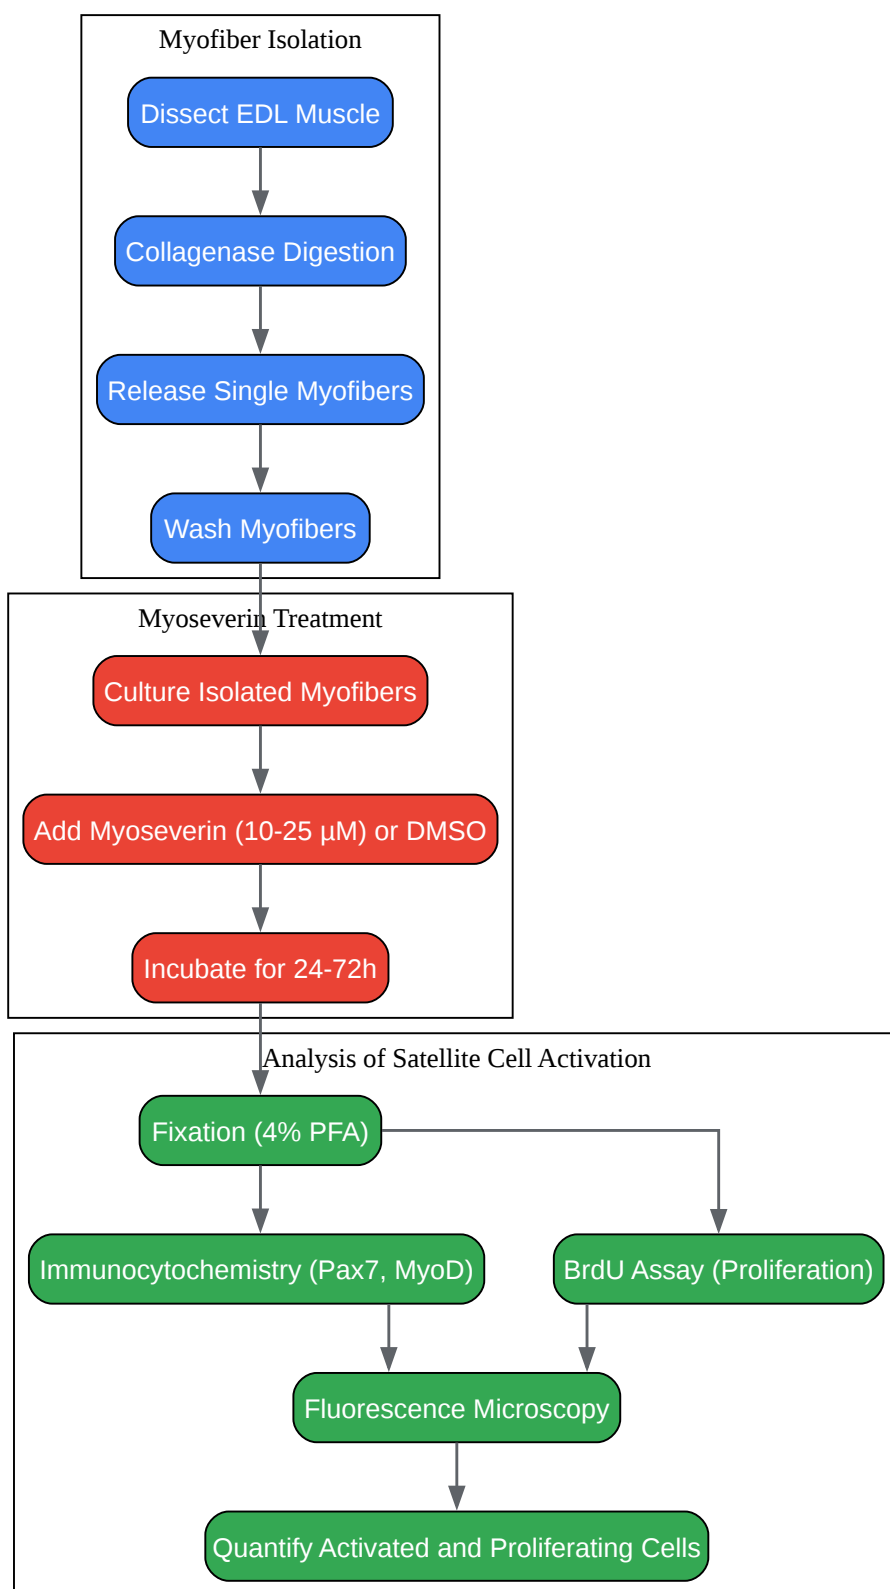 Myofiber Isolation
Dissect EDL Muscle
Collagenase Digestion
Release Single Myofibers
Wash Myofibers
Myoseverin Treatment
Culture Isolated Myofibers
Add Myoseverin (10-25 µM) or DMSO
Incubate for 24-72h
Analysis of Satellite Cell Activation
Fixation (4% PFA)
Immunocytochemistry (Pax7, MyoD)
BrdU Assay (Proliferation)
Fluorescence Microscopy
Quantify Activated and Proliferating Cells